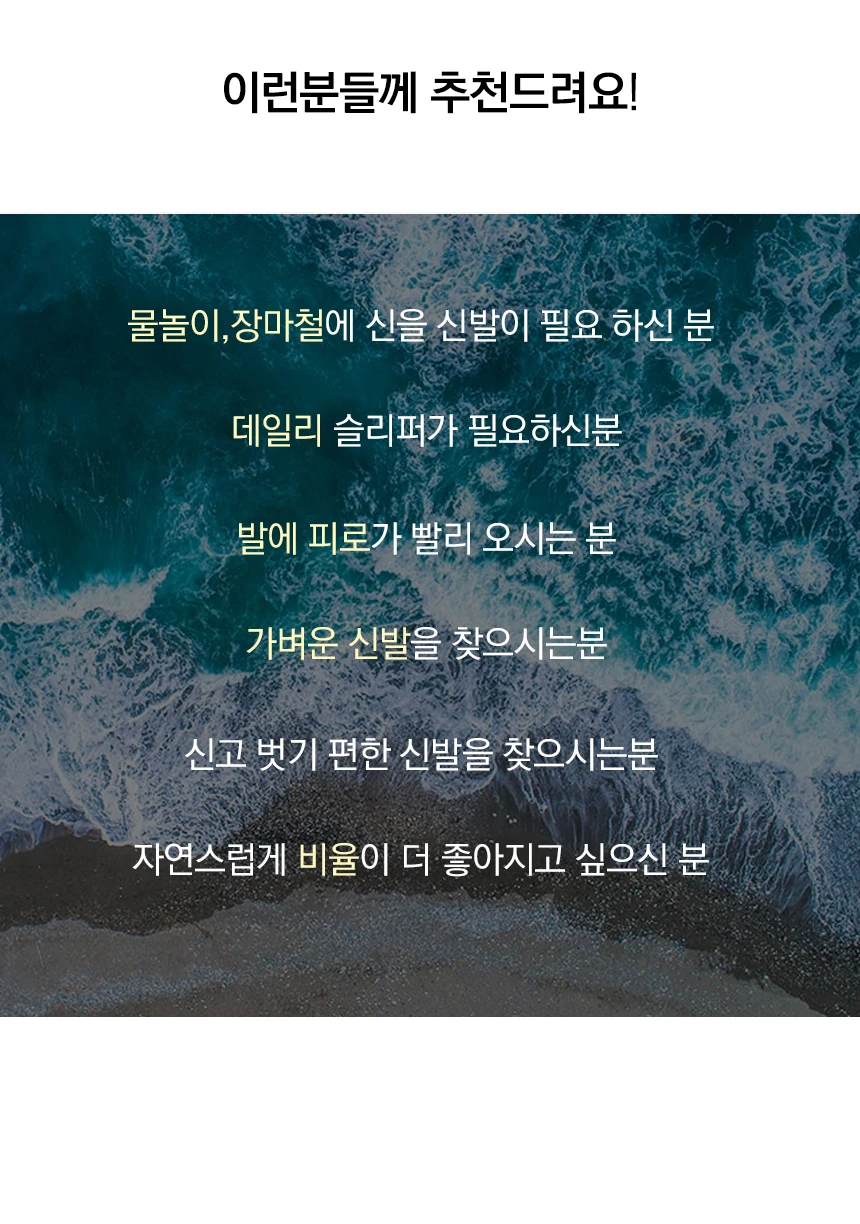 이런분들께 추천드려요!
물놀이,장마철에 신을 신발이 필요 하신 분
데일리 슬리퍼가 필요하신분
발에 피로가 빨리 오시는 분
가벼운 신발을 찾으시는분
신고 벗기 편한 신발을 찾으시는분
자연스럽게 비율이 더 좋아지고 싶으신 분